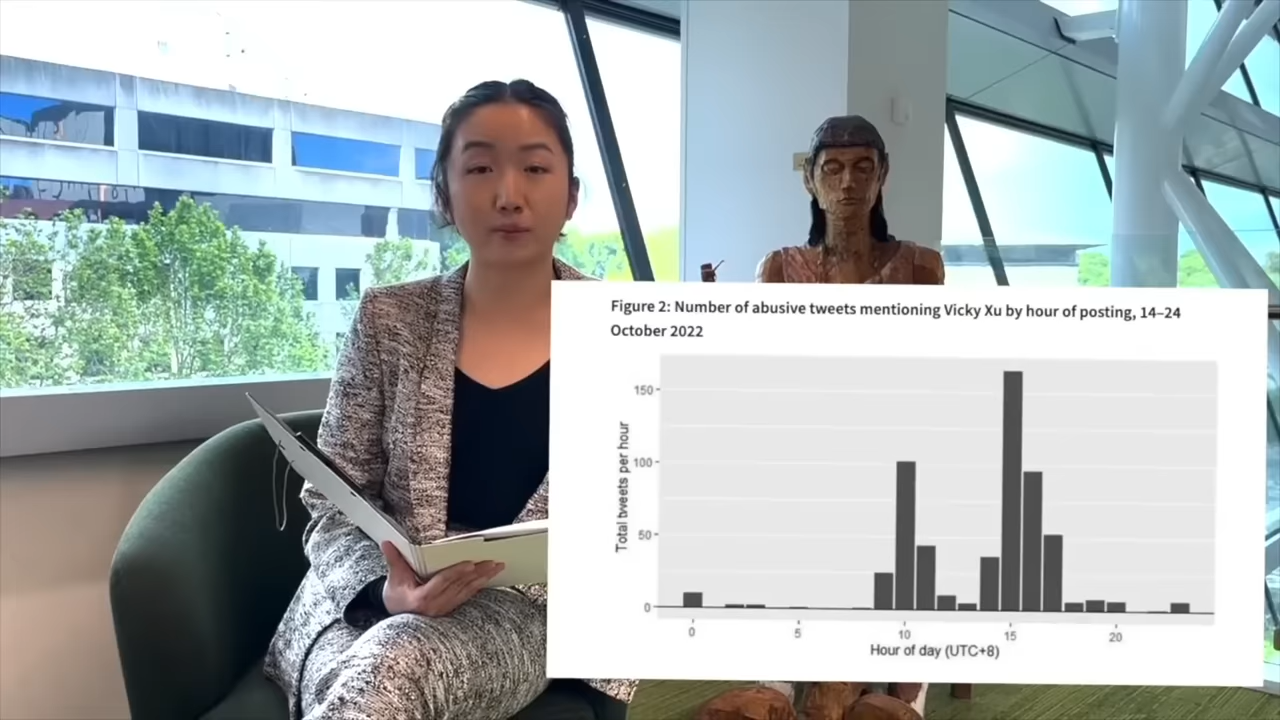 Figure 2: Number of abusive tweets mentioning Vicky Xu by hour of posting, 14–24
October 2022
Total tweets per hour
150
100
50
0
0
5
10
15
20
Hour of day (UTC+8)